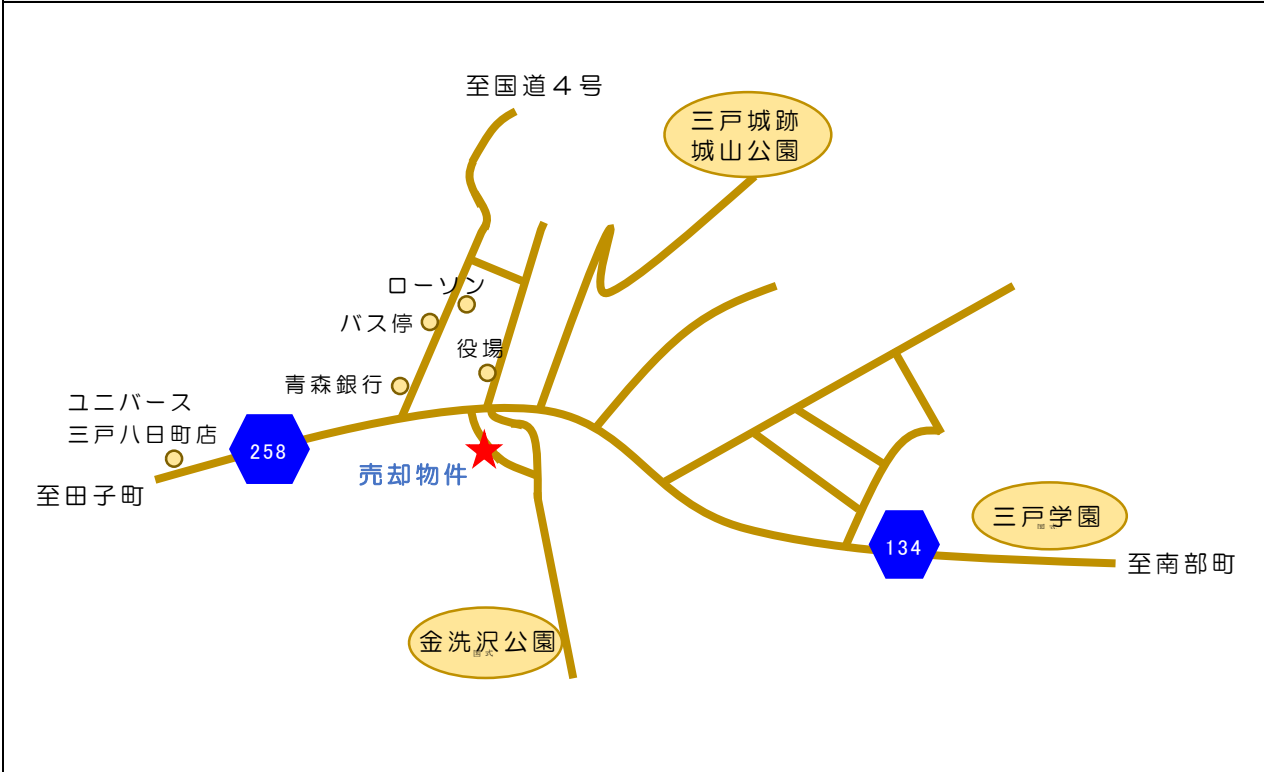 至国道４号
三戸城跡
城山公園
ローソン
バス停
役場
青森銀行
ユニバース
三戸八日町店
258
売却物件
至田子町
三戸学園
134
至南部町
金洗沢公園